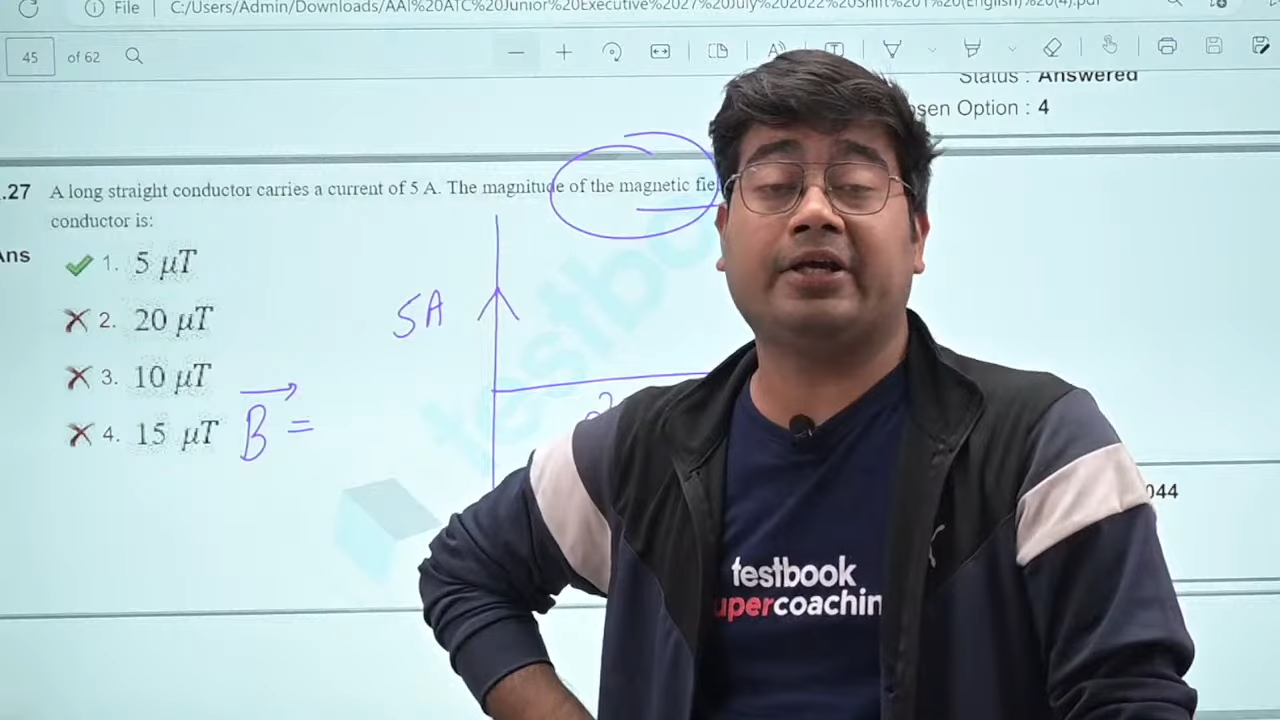 File C:/Users/Admin/Downloads/AAI%20ATC%20Junior%20Executive%2027%20July%202022%20Shift%201%20(English)%20(4).pdf
45 of 62
Status : Answered
osen Option : 4
.27 A long straight conductor carries a current of 5 A. The magnitude of the magnetic fie
conductor is:
Ans 1. 5 μT
2. 20 μT
3. 10 μT
4. 15 μT
5A
B =
044
testbook
upercoachin